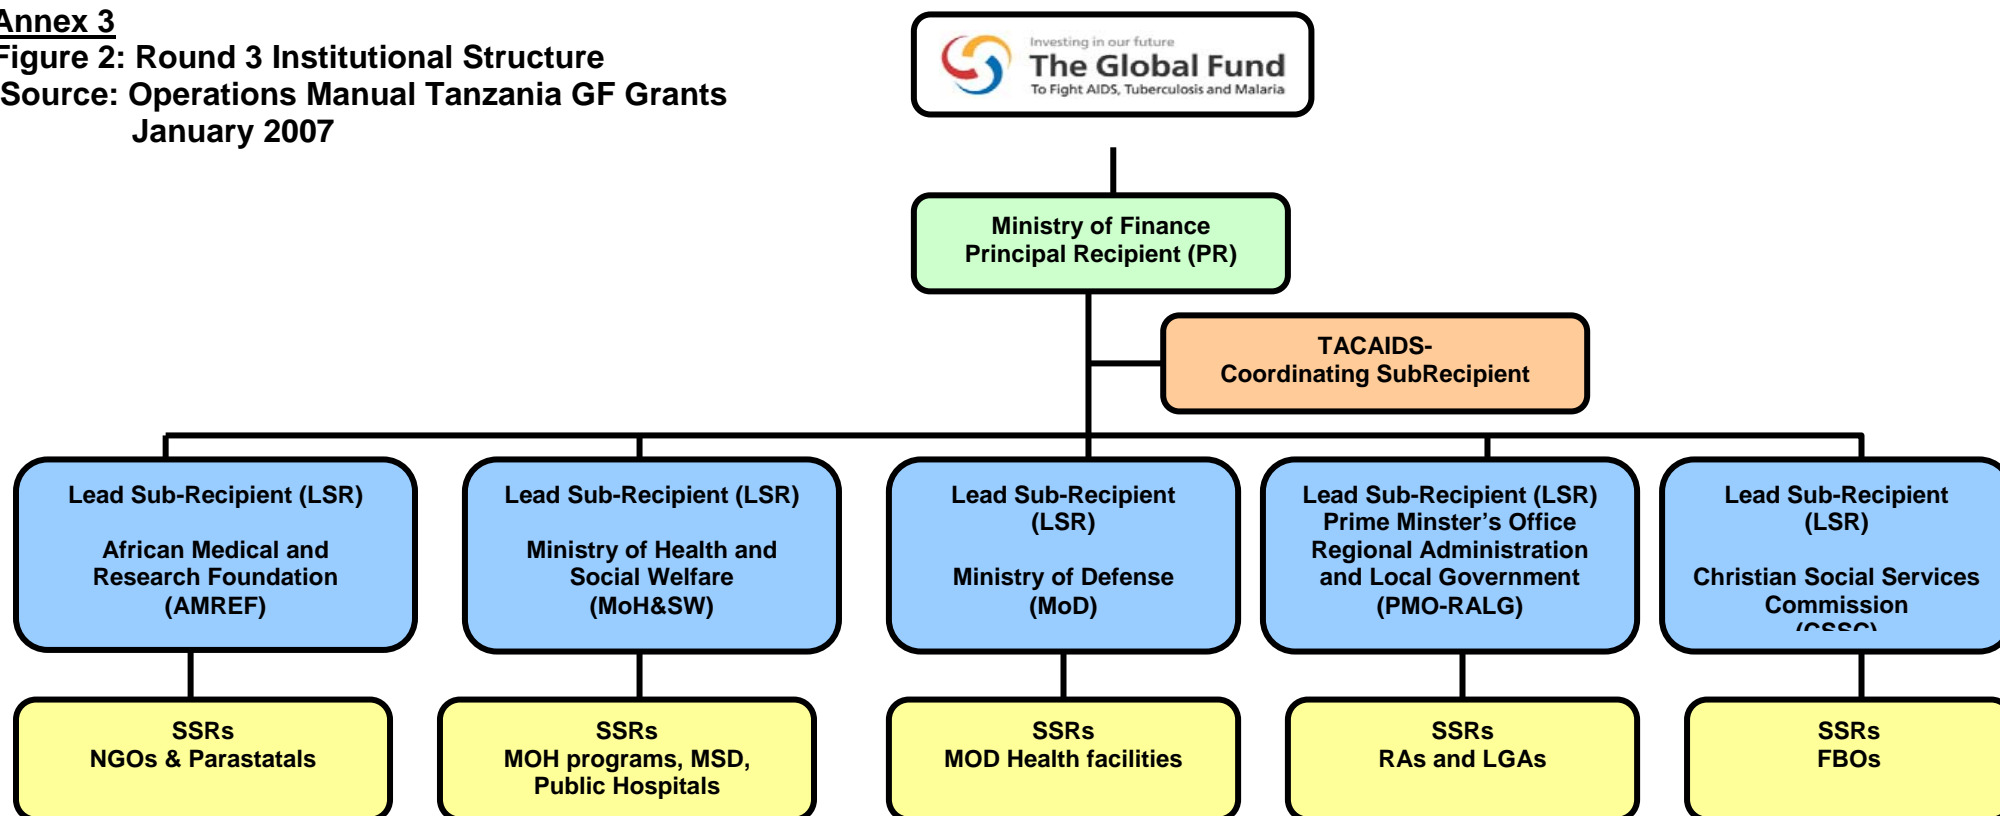 Annex 3
Figure 2: Round 3 Institutional Structure
Source: Operations Manual Tanzania GF Grants
January 2007
Investing in our future
The Global Fund
To Fight AIDS, Tuberculosis and Malaria
Ministry of Finance
Principal Recipient (PR)
TACAIDS-
Coordinating SubRecipient
Lead Sub-Recipient (LSR)
African Medical and
Research Foundation
(AMREF)
Lead Sub-Recipient (LSR)
Ministry of Health and
Social Welfare
(MoH&SW)
Lead Sub-Recipient
(LSR)
Ministry of Defense
(MoD)
Lead Sub-Recipient (LSR)
Prime Minster’s Office
Regional Administration
and Local Government
(PMO-RALG)
Lead Sub-Recipient
(LSR)
Christian Social Services
Commission
(CSSC)
SSRs
NGOs & Parastatals
SSRs
MOH programs, MSD,
Public Hospitals
SSRs
MOD Health facilities
SSRs
RAs and LGAs
SSRs
FBOs